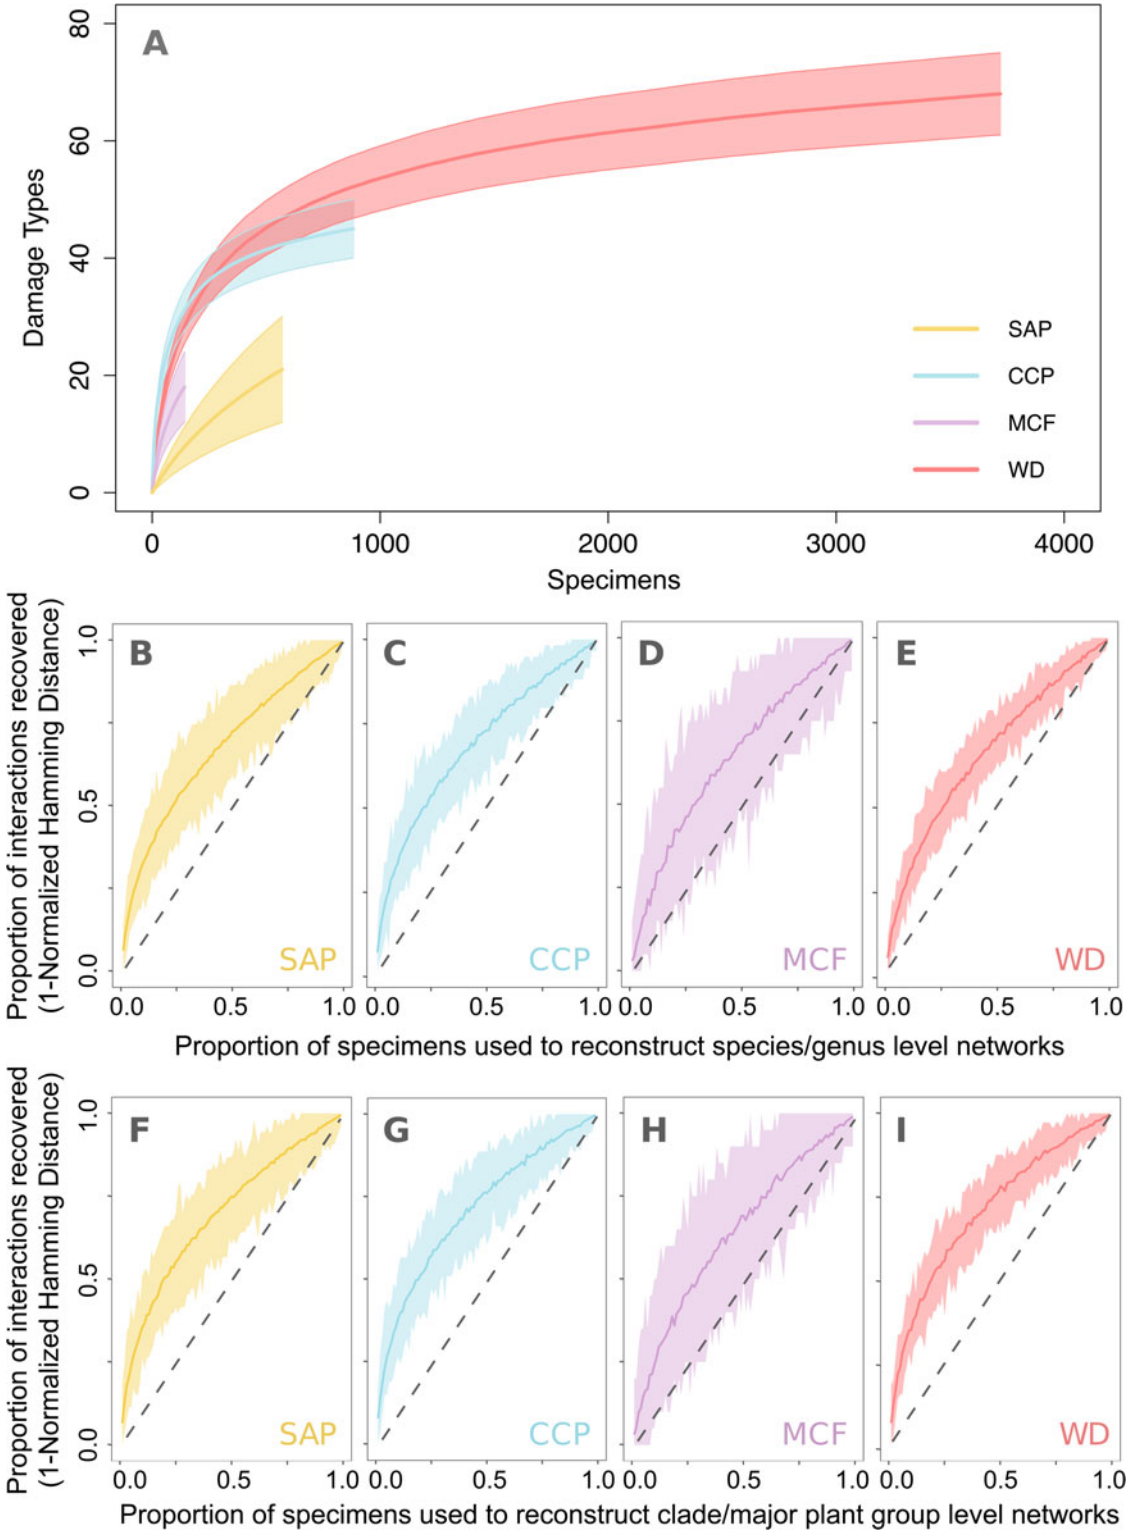 A
80
60
40
20
0
Damage Types
SAP
CCP
MCF
WD
0 1000 2000 3000 4000
Specimens
Proportion of interactions recovered
(1-Normalized Hamming Distance)
1.0
0.5
0.0
B
SAP
0.0 0.5 1.0
C
CCP
0.0 0.5 1.0
D
MCF
0.0 0.5 1.0
E
WD
0.0 0.5 1.0
Proportion of specimens used to reconstruct species/genus level networks
Proportion of interactions recovered
(1-Normalized Hamming Distance)
1.0
0.5
0.0
F
SAP
0.0 0.5 1.0
G
CCP
0.0 0.5 1.0
H
MCF
0.0 0.5 1.0
I
WD
0.0 0.5 1.0
Proportion of specimens used to reconstruct clade/major plant group level networks